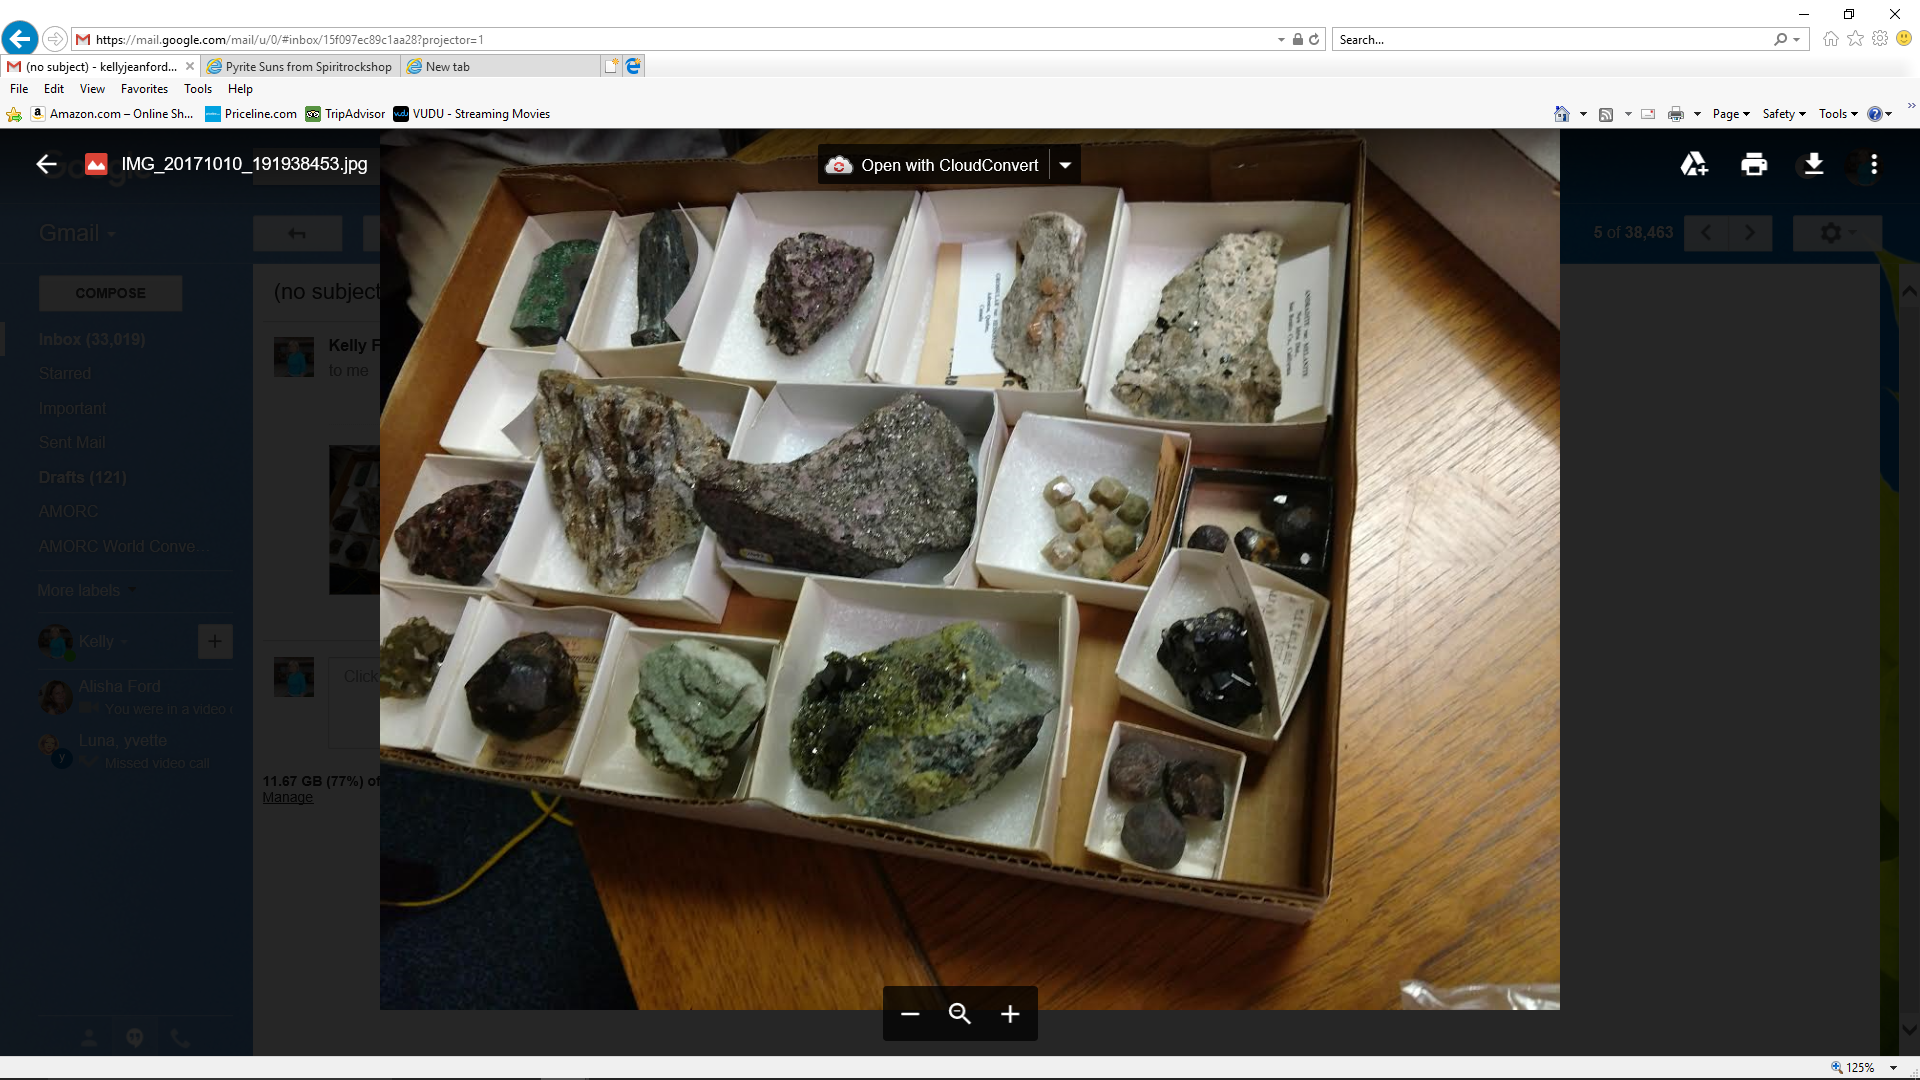 https://mail.google.com/mail/u/0/#inbox/15f097ec89c1aa28?projector=1
Search...
(no subject) - kellyjeanford...
Pyrite Suns from Spiritrockshop
New tab
File Edit View Favorites Tools Help
Amazon.com – Online Sh...
Priceline.com
TripAdvisor
VUDU - Streaming Movies
Page
Safety
Tools
IMG_20171010_191938453.jpg
Open with CloudConvert
Gmail
5 of 38,463
COMPOSE
(no subject
Inbox (33,019)
Kelly F
to me
Starred
Important
Sent Mail
Drafts (121)
AMORC
AMORC World Conve...
More labels
Kelly
Click
Alisha Ford
You were in a video
Luna, yvette
y
Missed video call
11.67 GB (77%) of
Manage
125%